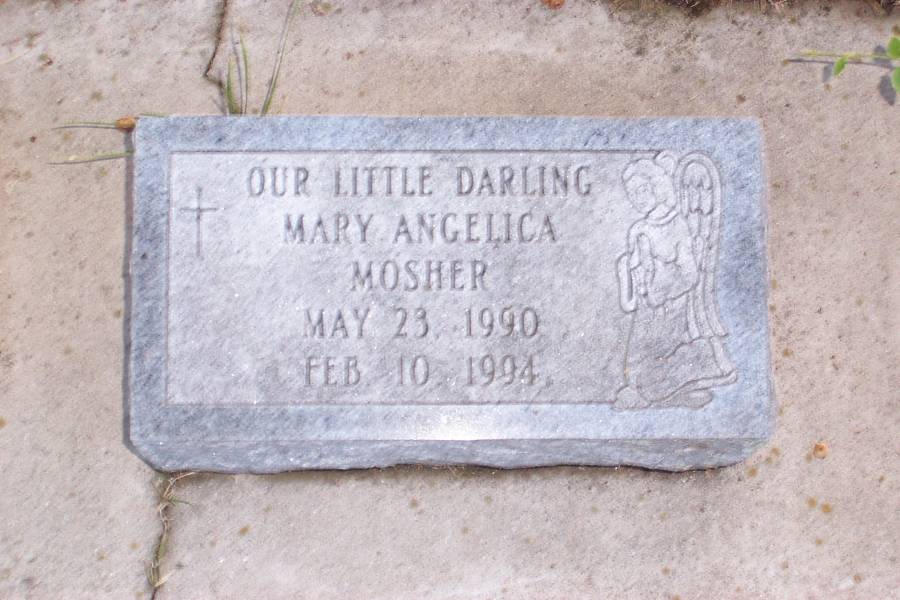 OUR LITTLE DARLING
MARY ANGELICA
MOSHER
MAY 23, 1990
FEB 10, 1994